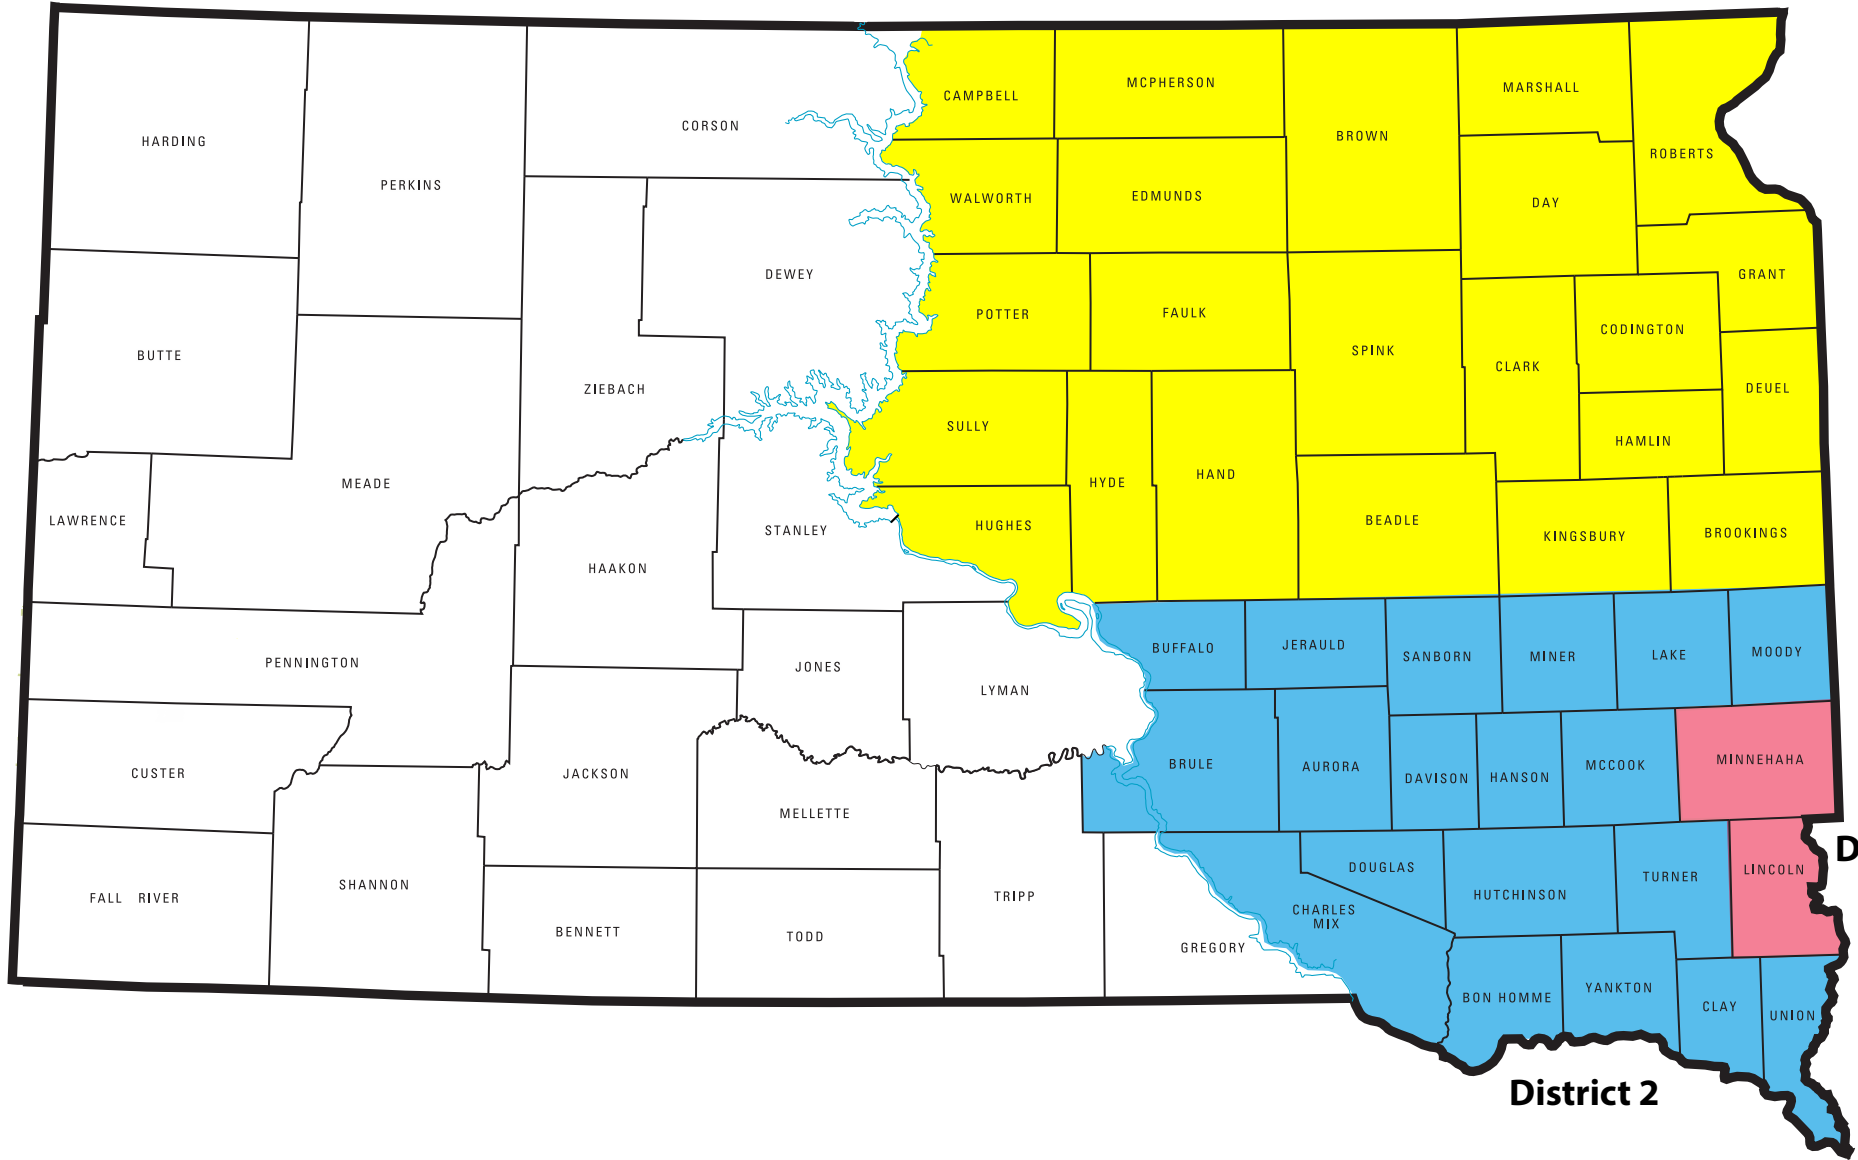 CAMPBELL
MCPHERSON
MARSHALL
HARDING
CORSON
BROWN
ROBERTS
PERKINS
WALWORTH
EDMUNDS
DAY
DEWEY
GRANT
POTTER
FAULK
CODINGTON
BUTTE
SPINK
CLARK
ZIEBACH
DEUEL
SULLY
HAMLIN
MEADE
HYDE
HAND
LAWRENCE
STANLEY
HUGHES
BEADLE
KINGSBURY
BROOKINGS
HAAKON
BUFFALO
JERAULD
SANBORN
MINER
LAKE
MOODY
PENNINGTON
JONES
LYMAN
CUSTER
JACKSON
BRULE
AURORA
DAVISON
HANSON
MCCOOK
MINNEHAHA
MELLETTE
D
FALL RIVER
SHANNON
TRIPP
DOUGLAS
HUTCHINSON
TURNER
LINCOLN
CHARLES
MIX
BENNETT
TODD
GREGORY
BON HOMME
YANKTON
CLAY
UNION
District 2